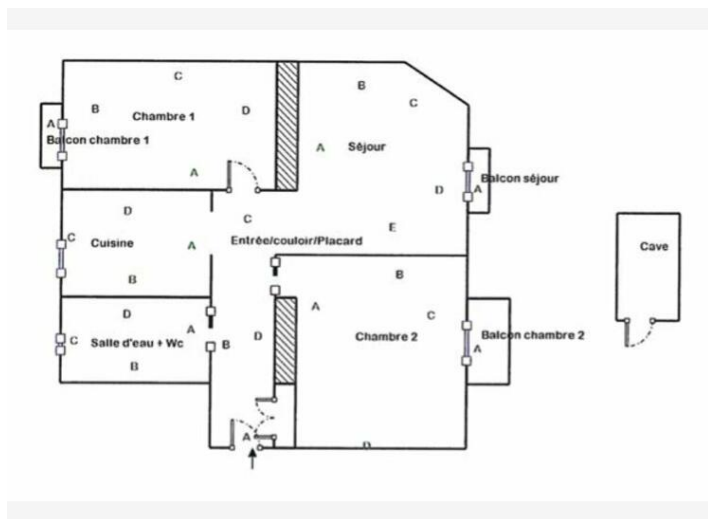 C
B
Chambre 1
D
B
C
A
Balcon chambre 1
A
Séjour
A
Balcon séjour
D
A
D
C
E
C
Cuisine
A
Entrée/couloir/Placard
Cave
B
B
D
A
C
C
Salle d'eau + Wc
A
B
D
Chambre 2
Balcon chambre 2
A
B
A
D